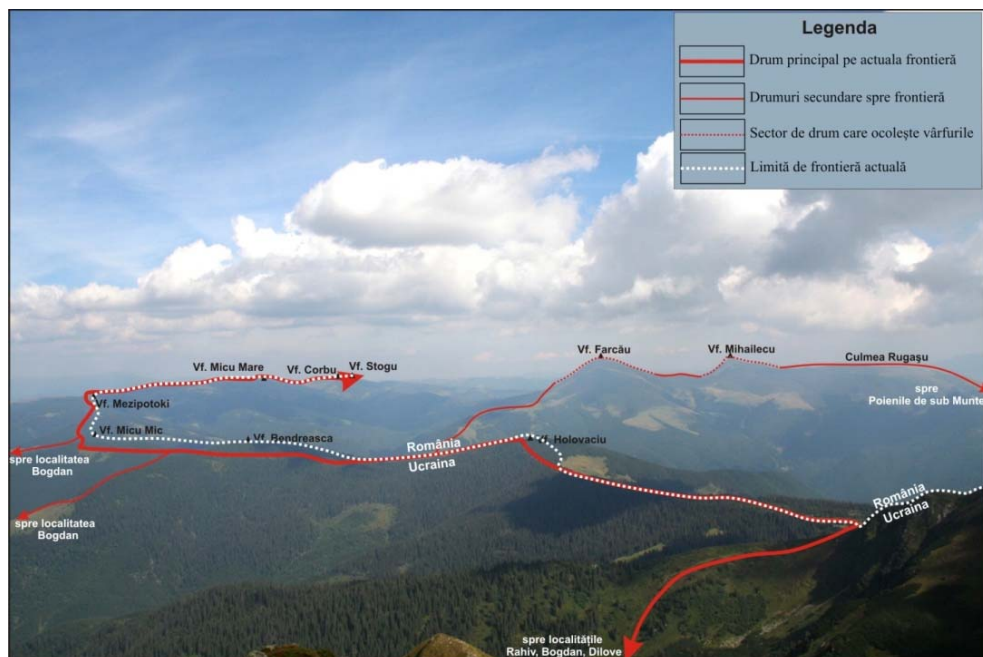 Legenda
Drum principal pe actuala frontieră
Drumuri secundare spre frontieră
Sector de drum care ocolește vârfurile
Limită de frontieră actuală
Vf. Farcău
Vf. Mihailecu
Vf. Micu Mare
Vf. Corbu
Vf. Stogu
Culmea Rugașu
spre
Poienile de sub Munte
Vf. Mezipotoki
Vf. Micu Mic
Vf. Bendreasca
România
Ucraina
Vf. Holovaciu
spre localitatea
Bogdan
spre localitatea
Bogdan
România
Ucraina
spre localitățile
Rahiv, Bogdan, Dilove